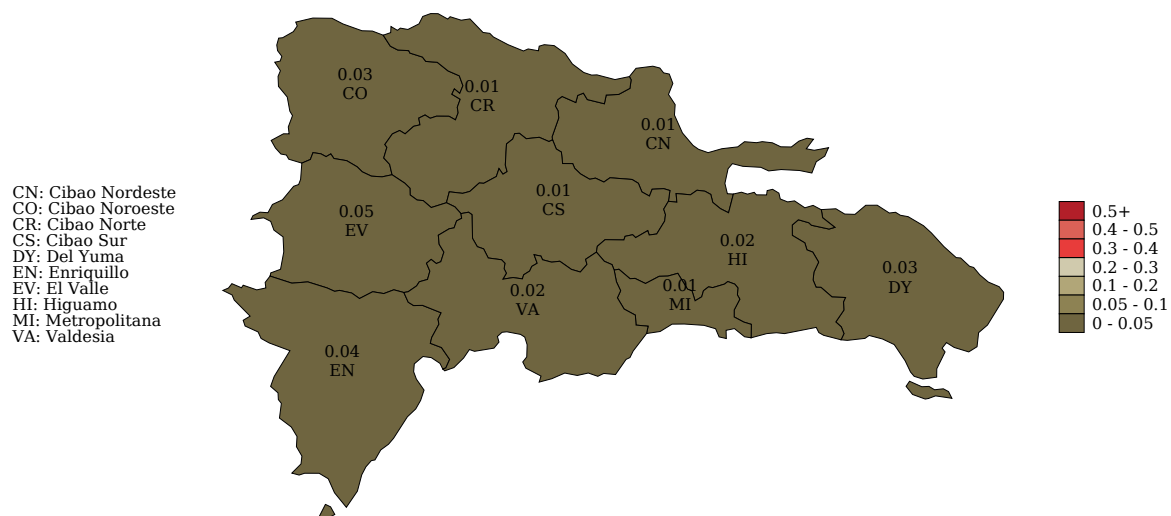 0.03
CO
0.01
CR
0.01
CN
CN: Cibao Nordeste
CO: Cibao Noroeste
CR: Cibao Norte
CS: Cibao Sur
DY: Del Yuma
EN: Enriquillo
EV: El Valle
HI: Higuamo
MI: Metropolitana
VA: Valdesia
0.05
EV
0.01
CS
0.02
HI
0.03
DY
0.02
VA
0.01
MI
0.04
EN
0.5+
0.4 - 0.5
0.3 - 0.4
0.2 - 0.3
0.1 - 0.2
0.05 - 0.1
0 - 0.05